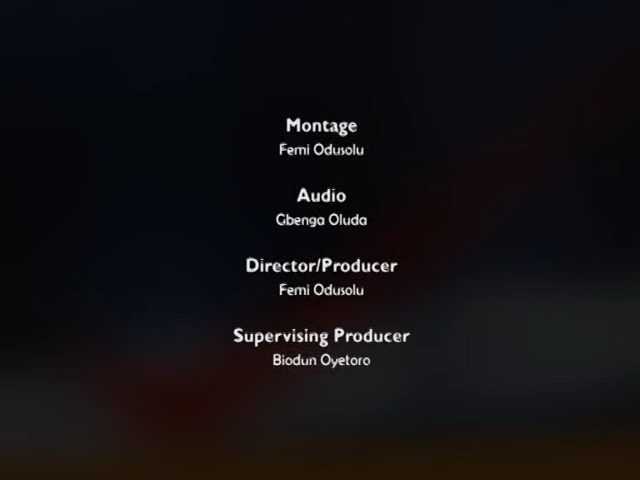 Montage
Femi Odusolu
Audio
Gbenga Oluda
Director/Producer
Femi Odusolu
Supervising Producer
Biodun Oyetoro